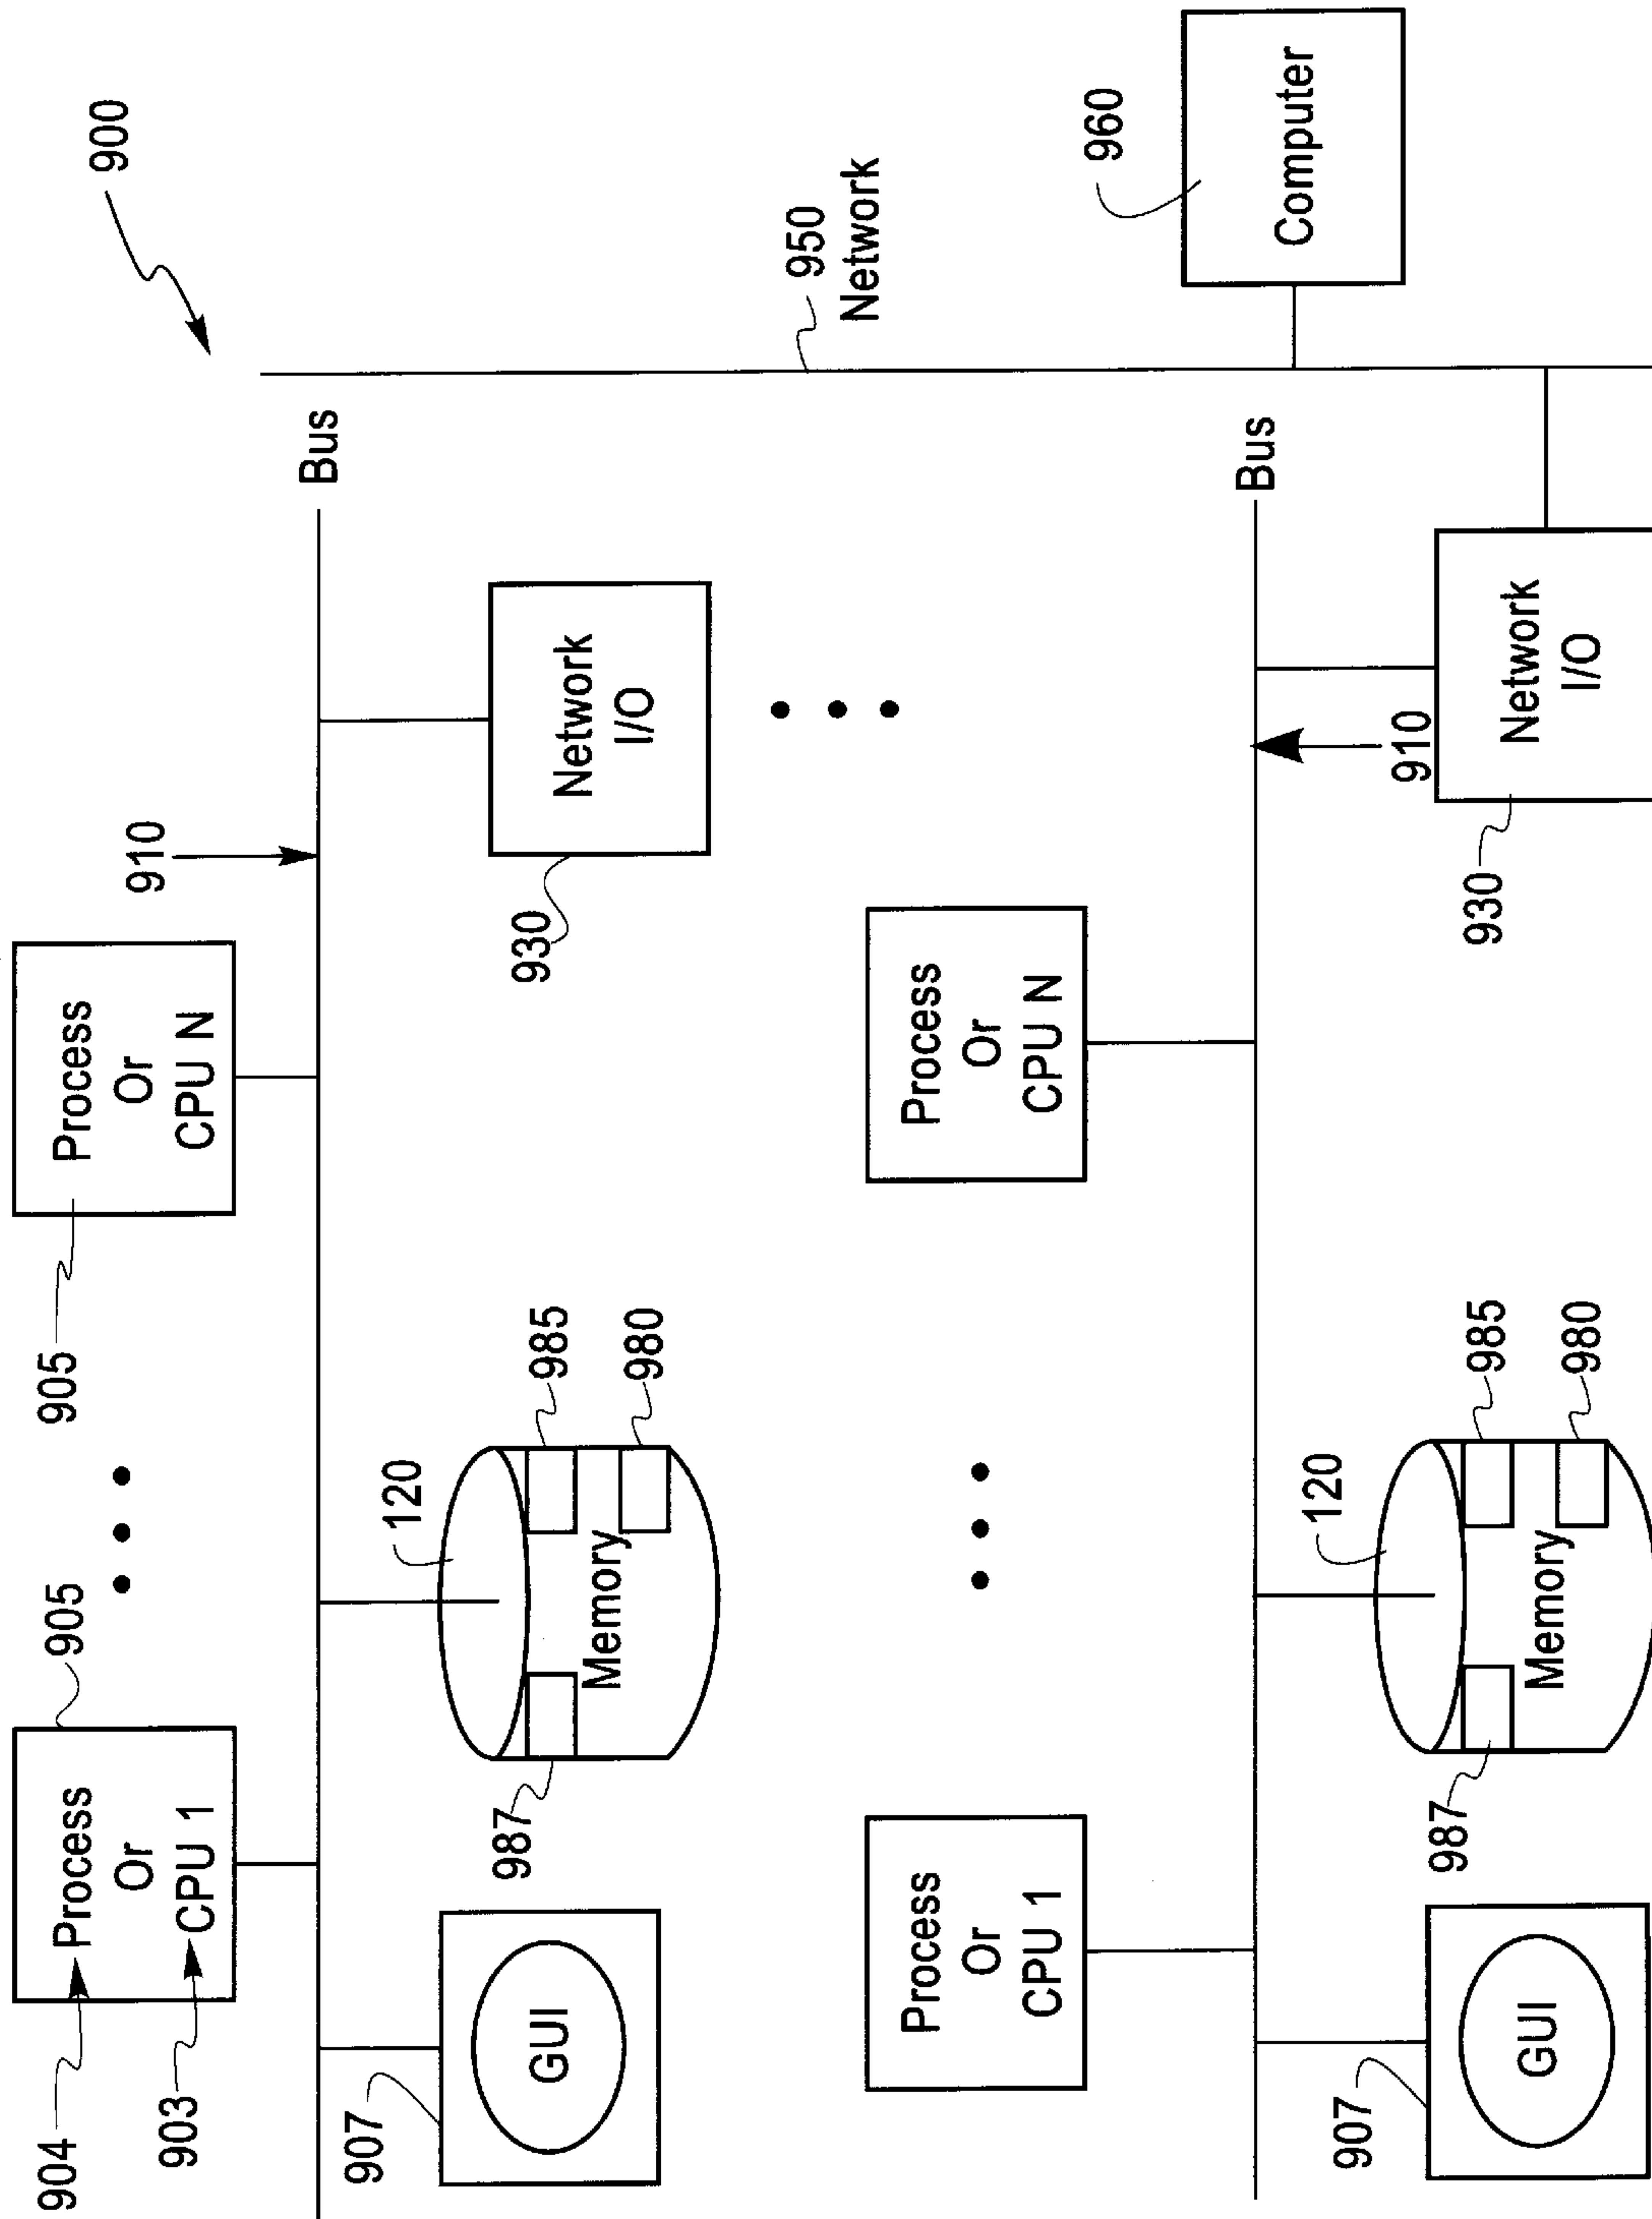 900
904
903
Process
Or
CPU 1
905
905
Process
Or
CPU N
910
Bus
907
GUI
987
120
Memory
985
980
930
Network
I/O
950
Network
Process
Or
CPU 1
Process
Or
CPU N
Bus
907
GUI
987
120
Memory
985
980
910
930
Network
I/O
960
Computer